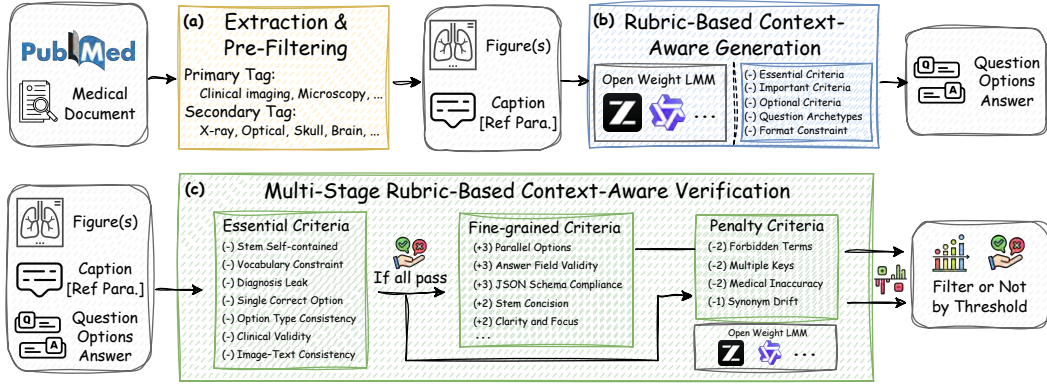 PubMed
Medical
Document
(a) Extraction &
Pre-Filtering
Primary Tag:
Clinical imaging, Microscopy, ...
Secondary Tag:
X-ray, Optical, Skull, Brain, ...
Figure(s)
Caption
[Ref Para.]
(b) Rubric-Based Context-
Aware Generation
Open Weight LMM
Z
...
(-) Essential Criteria
(-) Important Criteria
(-) Optional Criteria
(-) Question Archetypes
(-) Format Constraint
Q
A
Question
Options
Answer
Figure(s)
Caption
[Ref Para.]
Q
A
Question
Options
Answer
(c) Multi-Stage Rubric-Based Context-Aware Verification
Essential Criteria
(-) Stem Self-contained
(-) Vocabulary Constraint
(-) Diagnosis Leak
(-) Single Correct Option
(-) Option Type Consistency
(-) Clinical Validity
(-) Image-Text Consistency
If all pass
Fine-grained Criteria
(+3) Parallel Options
(+3) Answer Field Validity
(+3) JSON Schema Compliance
(+2) Stem Concision
(+2) Clarity and Focus
...
Penalty Criteria
(-2) Forbidden Terms
(-2) Multiple Keys
(-2) Medical Inaccuracy
(-1) Synonym Drift
Open Weight LMM
Z
...
Filter or Not
by Threshold